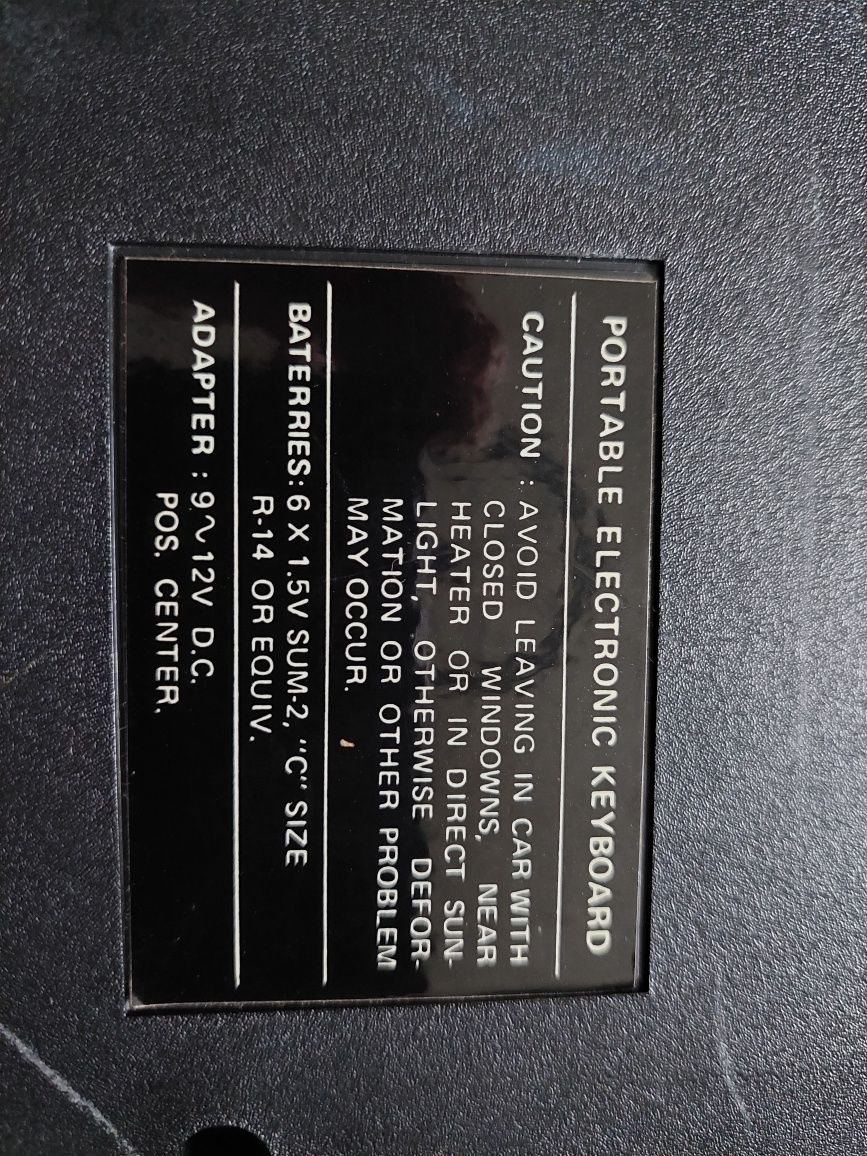 PORTABLE ELECTRONIC KEYBOARD
CAUTION : AVOID LEAVING IN CAR WITH
CLOSED WINDOWNS, NEAR
HEATER OR IN DIRECT SUN-
LIGHT, OTHERWISE DEFOR-
MATION OR OTHER PROBLEM
MAY OCCUR.
BATERRIES: 6 X 1.5V SUM-2, "C" SIZE
R-14 OR EQUIV.
ADAPTER : 9∿12V D.C.
POS. CENTER.